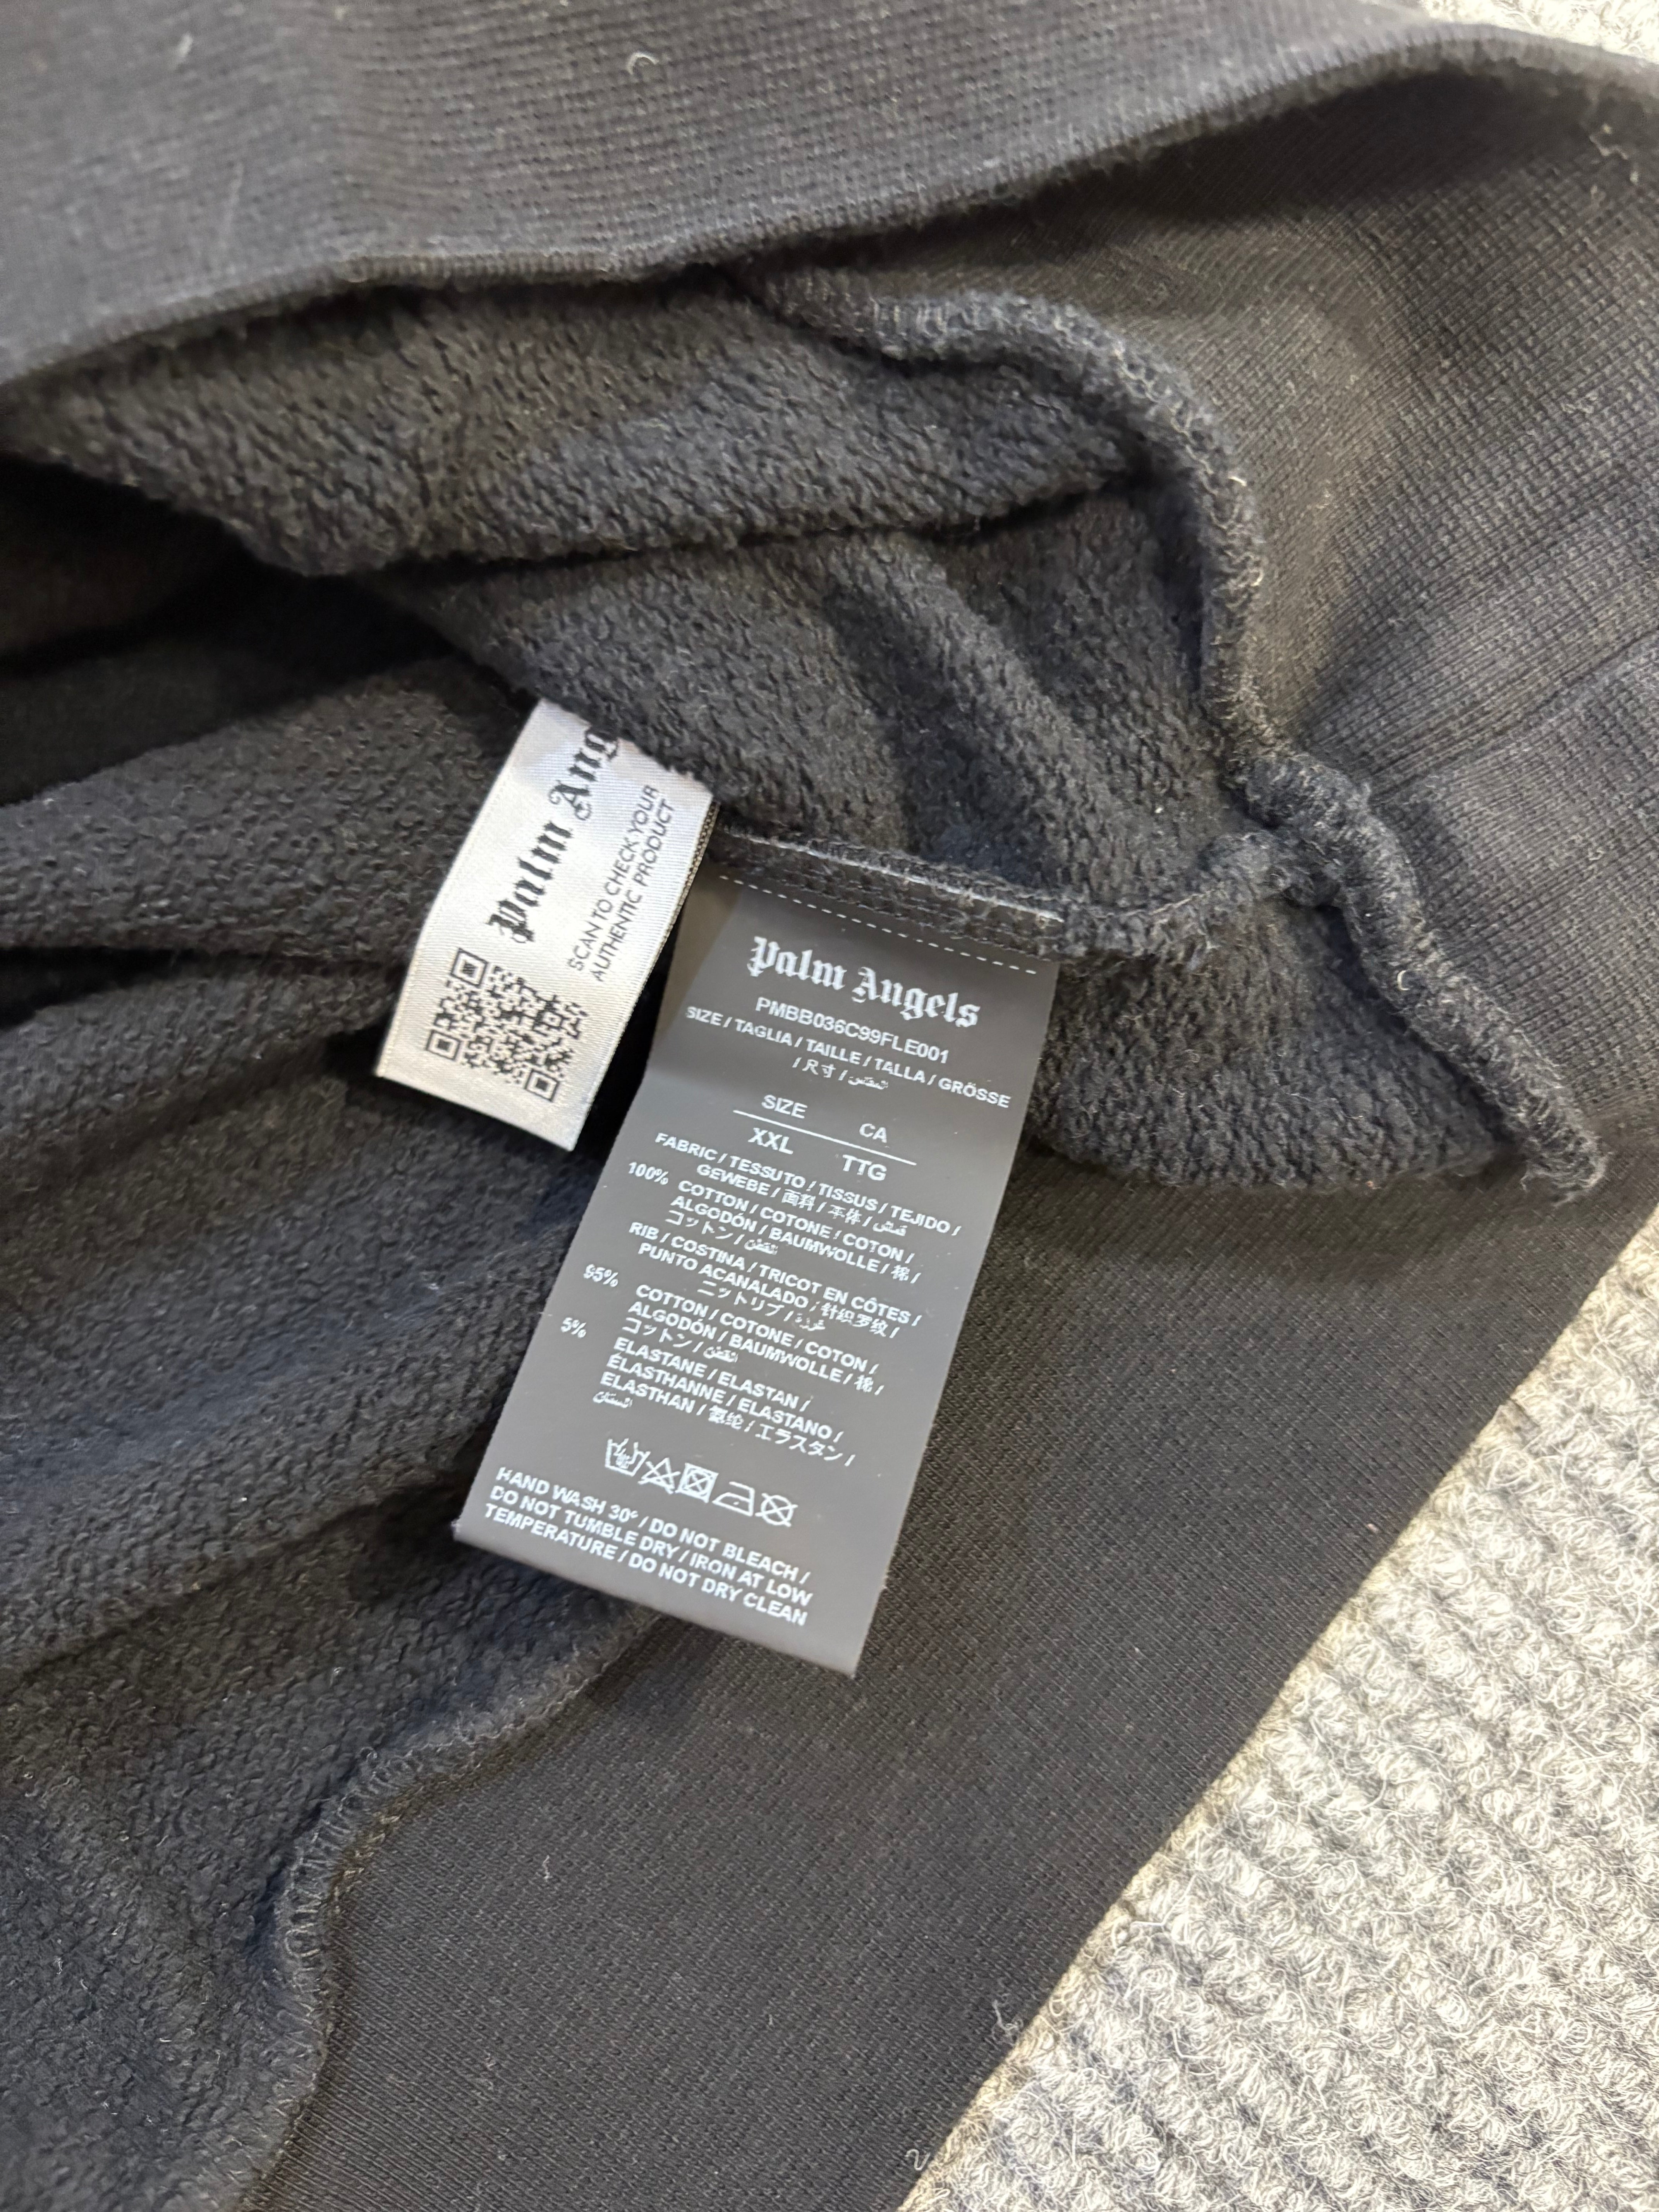 Palm Ang
SCAN TO CHECK YOUR
AUTHENTIC PRODUCT
Palm Angels
PMBB036C99FLE001
SIZE / TAGLIA / TAILLE / TALLA / GRÖSSE
/ 尺寸 / المقاس
SIZE CA
XXL TTG
FABRIC / TESSUTO / TISSUS / TEJIDO /
GEWEBE / 面料 /
100% COTTON / COTONE / COTON /
ALGODÓN / BAUMWOLLE / 棉 /
コットン / القطن
RIB / COSTINA / TRICOT EN CÔTES /
PUNTO ACANALADO / 针织罗纹 /
ニットリブ /
95% COTTON / COTONE / COTON /
ALGODÓN / BAUMWOLLE / 棉 /
コットン / القطن
5% ELASTANE / ELASTAN /
ÉLASTHANNE / ELASTANO /
ELASTHAN / 氨纶 / エラスタン /
HAND WASH 30° / DO NOT BLEACH /
DO NOT TUMBLE DRY / IRON AT LOW
TEMPERATURE / DO NOT DRY CLEAN